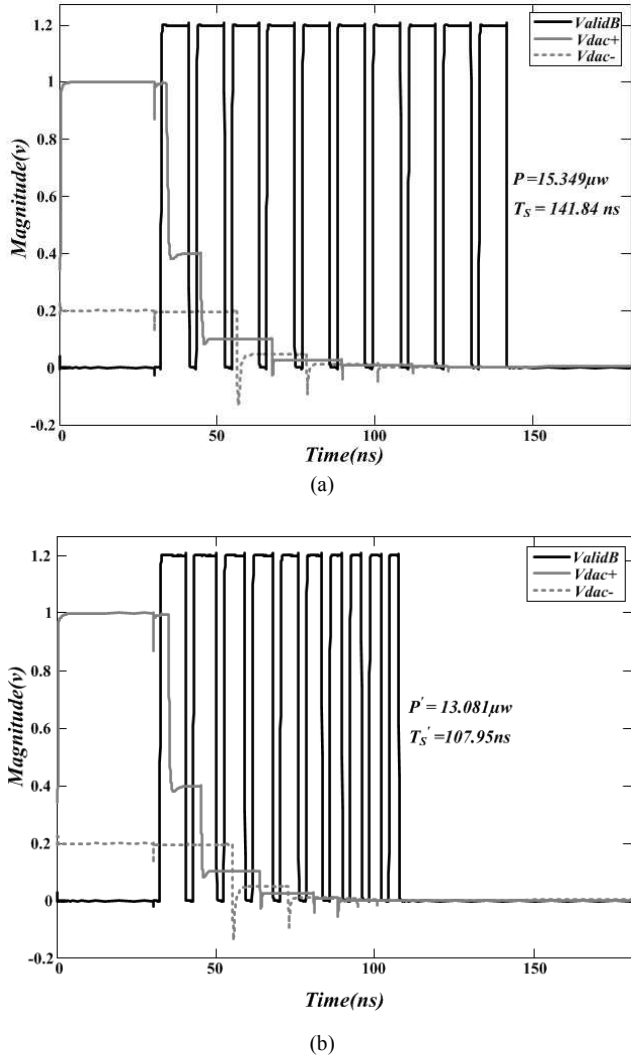 1.2
1
0.8
0.6
0.4
0.2
0
-0.2
Magnitude(v)
ValidB
Vdac+
Vdac-
P=15.349μw
TS = 141.84 ns
0
50
100
150
Time(ns)
(a)
1.2
1
0.8
0.6
0.4
0.2
0
-0.2
Magnitude(v)
ValidB
Vdac+
Vdac-
P' = 13.081μw
TS' =107.95ns
0
50
100
150
Time(ns)
(b)